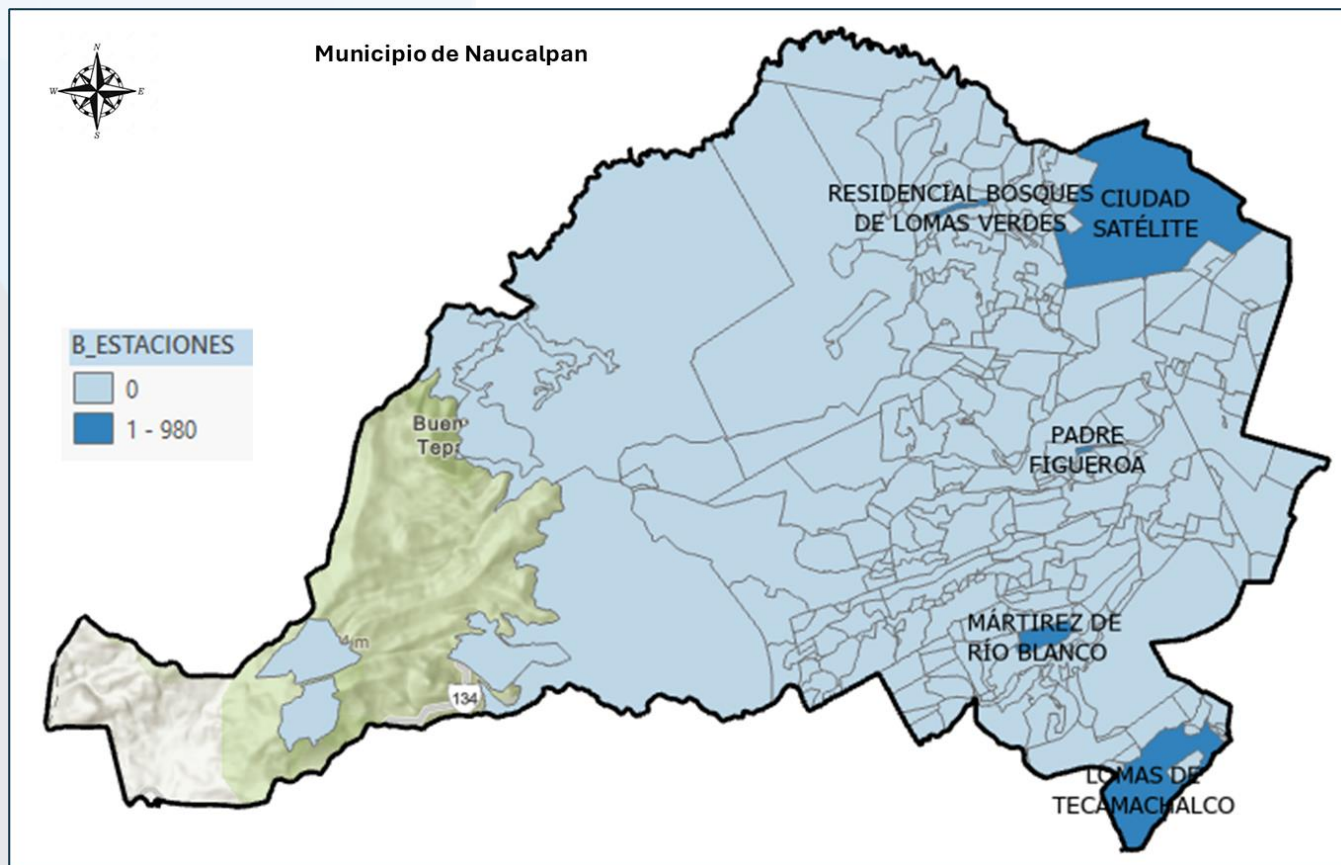 Municipio de Naucalpan
N
W
E
S
RESIDENCIAL BOSQUES
DE LOMAS VERDES
CIUDAD
SATÉLITE
B_ESTACIONES
0
1 - 980
PADRE
FIGUEROA
MÁRTIREZ DE
RÍO BLANCO
134
LOMAS DE
TECAMACHALCO